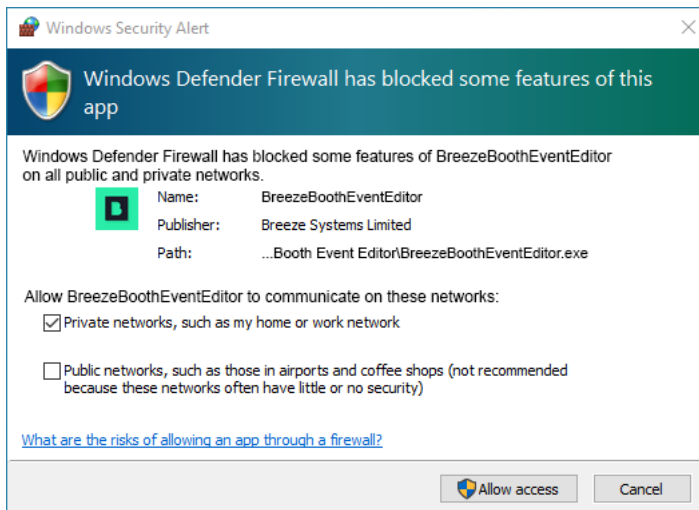 Windows Security Alert
Windows Defender Firewall has blocked some features of this
app
Windows Defender Firewall has blocked some features of BreezeBoothEventEditor
on all public and private networks.
B
Name: BreezeBoothEventEditor
Publisher: Breeze Systems Limited
Path: ...Booth Event Editor\BreezeBoothEventEditor.exe
Allow BreezeBoothEventEditor to communicate on these networks:
Private networks, such as my home or work network
Public networks, such as those in airports and coffee shops (not recommended
because these networks often have little or no security)
What are the risks of allowing an app through a firewall?
Allow access Cancel